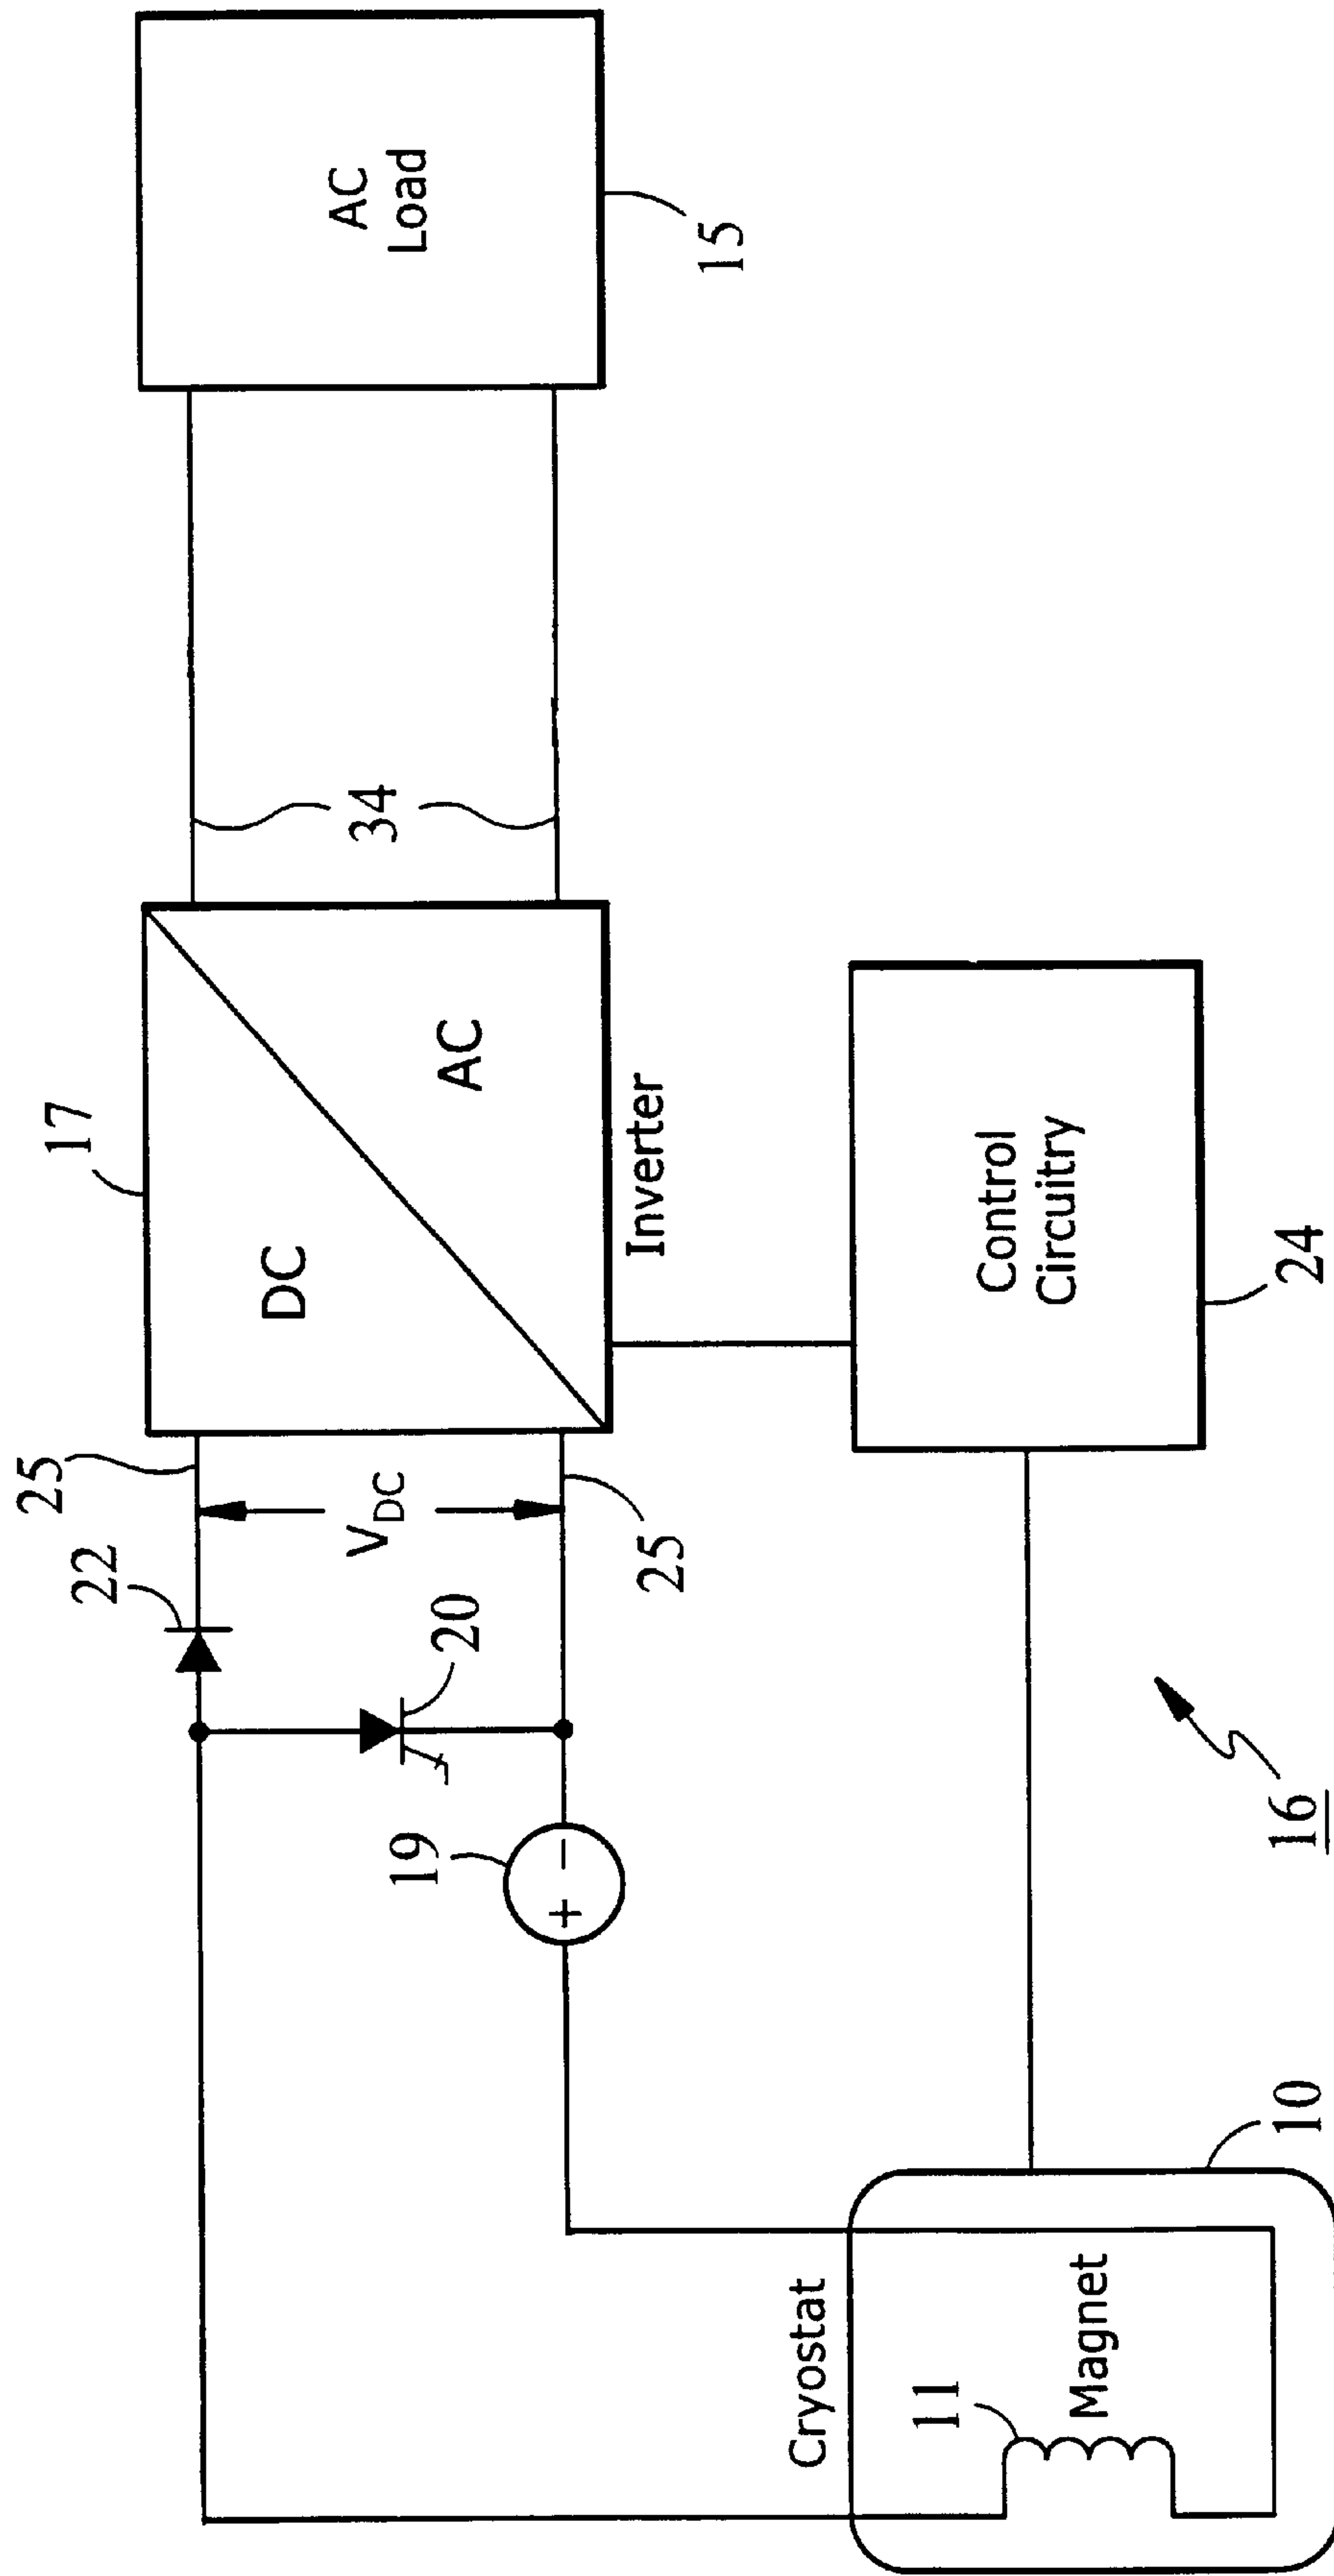 17
25
22
DC
AC
Inverter
V_DC
25
20
19
+ −
34
AC
Load
15
Control
Circuitry
24
16
Cryostat
11
Magnet
10